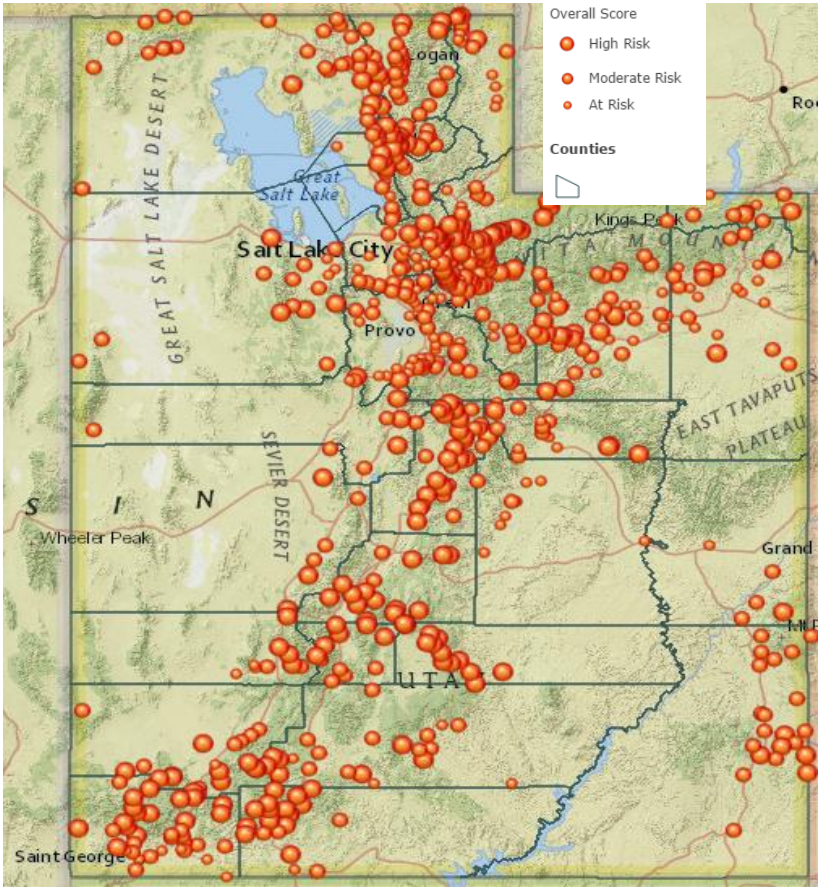 Overall Score
High Risk
Moderate Risk
At Risk
Counties
Logan
GREAT SALT LAKE DESERT
Great
Salt Lake
Salt Lake City
Kings Peak
Provo
EAST TAVAPUTS
PLATEAU
SEVIER DESERT
S I N
Wheeler Peak
Grand
UTA
Saint George